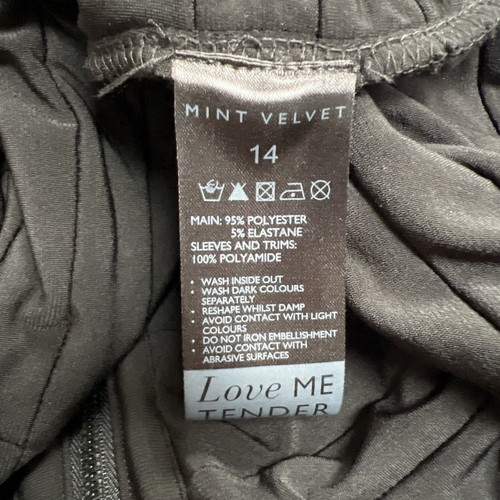 MINT VELVET
14
MAIN: 95% POLYESTER
5% ELASTANE
SLEEVES AND TRIMS:
100% POLYAMIDE
• WASH INSIDE OUT
• WASH DARK COLOURS
SEPARATELY
• RESHAPE WHILST DAMP
• AVOID CONTACT WITH LIGHT
COLOURS
• DO NOT IRON EMBELLISHMENT
• AVOID CONTACT WITH
ABRASIVE SURFACES
Love ME
TENDER